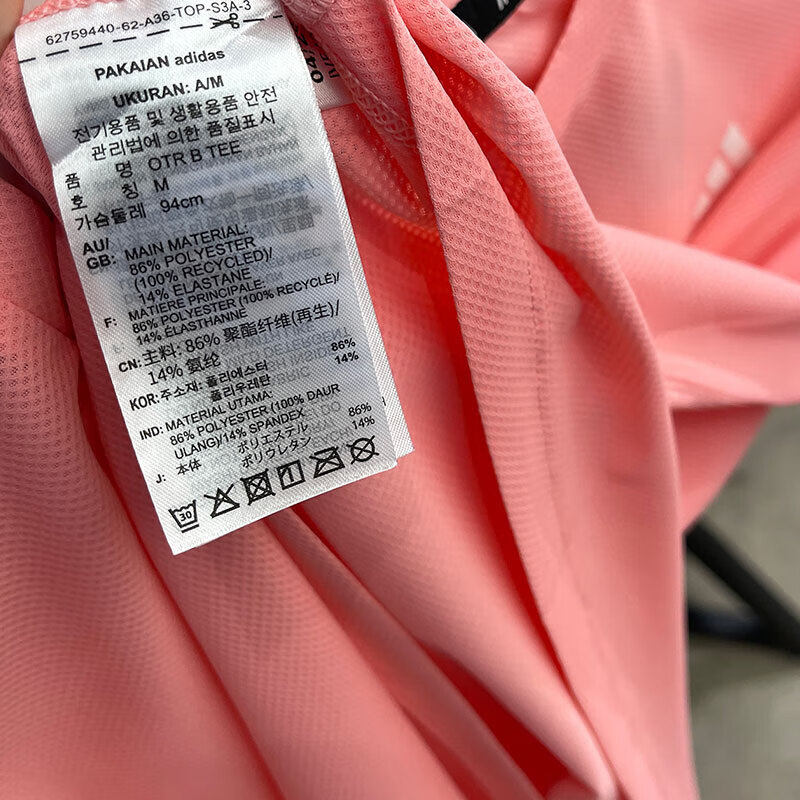 62759440-62-A36-TOP-S3A-3
PAKAIAN adidas
UKURAN: A/M
전기용품 및 생활용품 안전
관리법에 의한 품질표시
품 명 OTR B TEE
호 칭 M
가슴둘레 94cm
AU/
GB: MAIN MATERIAL:
86% POLYESTER
(100% RECYCLED)/
14% ELASTANE
F: MATIÈRE PRINCIPALE:
86% POLYESTER (100% RECYCLÉ)/
14% ÉLASTHANNE
CN: 主料: 86% 聚酯纤维(再生)/
14% 氨纶
KOR: 주소재: 폴리에스터 86%
폴리우레탄 14%
IND: MATERIAL UTAMA:
86% POLYESTER (100% DAUR
ULANG)/14% SPANDEX
J: 本体 ポリエステル 86%
ポリウレタン 14%
30